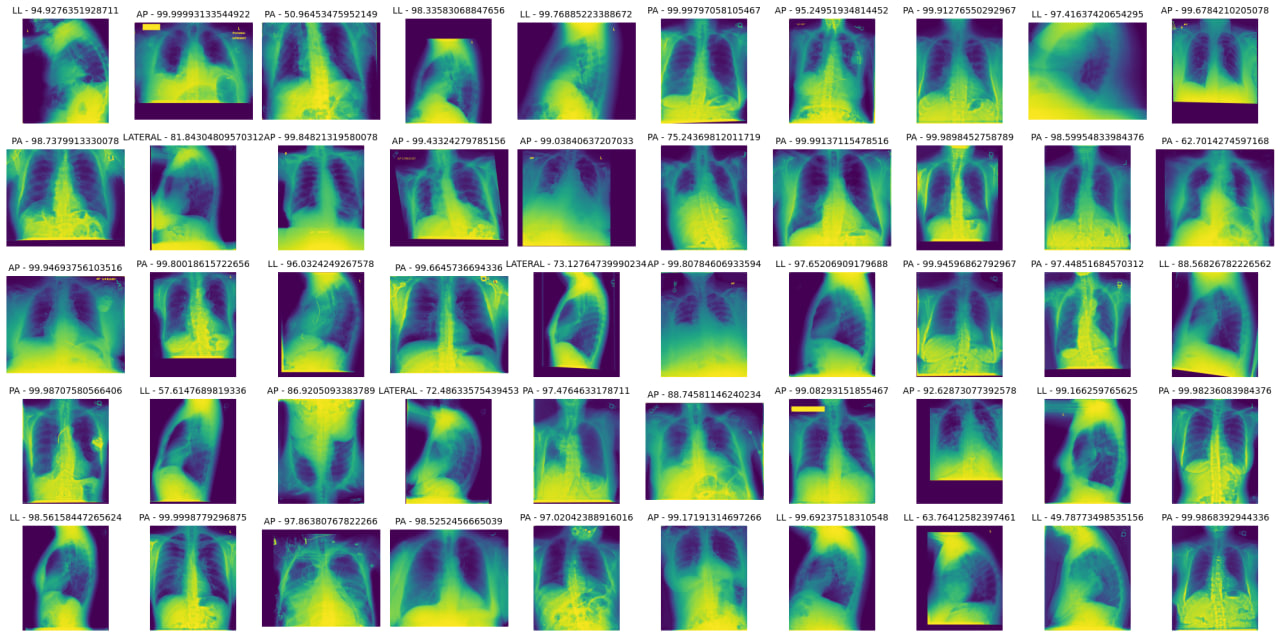 LL - 94.9276351928711
AP - 99.99993133544922
PA - 50.96453475952149
LL - 98.33583068847656
LL - 99.76885223388672
PA - 99.99797058105467
AP - 95.24951934814452
PA - 99.91276550292967
LL - 97.41637420654295
AP - 99.6784210205078
PA - 98.7379913330078
LATERAL - 81.84304809570312
AP - 99.84821319580078
AP - 99.43324279785156
AP - 99.03840637207033
PA - 75.24369812011719
PA - 99.99137115478516
PA - 99.9898452758789
PA - 98.59954833984376
PA - 62.7014274597168
AP - 99.94693756103516
PA - 99.80018615722656
LL - 96.0324249267578
PA - 99.6645736694336
LATERAL - 73.12764739990234
AP - 99.80784606933594
LL - 97.65206909179688
PA - 99.94596862792967
PA - 97.44851684570312
LL - 88.56826782226562
PA - 99.98707580566406
LL - 57.6147689819336
AP - 86.9205093383789
LATERAL - 72.48633575439453
PA - 97.4764633178711
AP - 88.74581146240234
AP - 99.08293151855467
AP - 92.62873077392578
LL - 99.166259765625
PA - 99.98236083984376
LL - 98.56158447265624
PA - 99.9998779296875
AP - 97.86380767822266
PA - 98.5252456665039
PA - 97.02042388916016
AP - 99.17191314697266
LL - 99.69237518310548
LL - 63.76412582397461
LL - 49.78773498535156
PA - 99.9868392944336